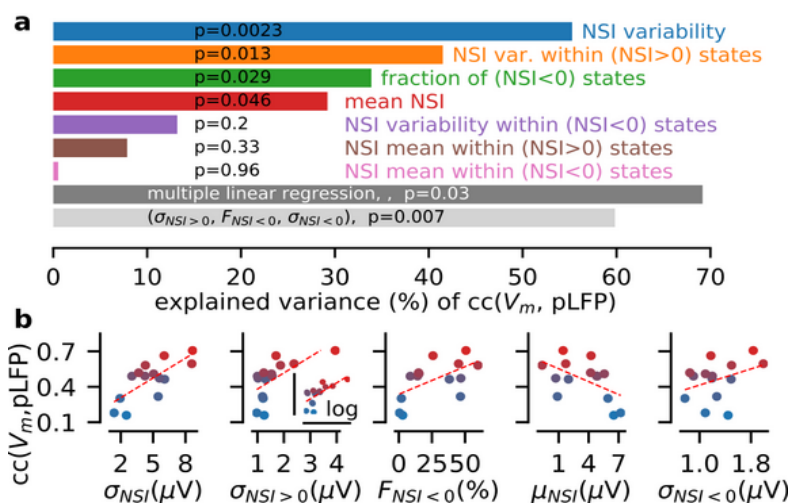 a
p=0.0023 NSI variability
p=0.013 NSI var. within (NSI>0) states
p=0.029 fraction of (NSI<0) states
p=0.046 mean NSI
p=0.2 NSI variability within (NSI<0) states
p=0.33 NSI mean within (NSI>0) states
p=0.96 NSI mean within (NSI<0) states
multiple linear regression, , p=0.03
(σNSI>0, FNSI<0, σNSI<0), p=0.007
0 10 20 30 40 50 60 70
explained variance (%) of cc(Vm, pLFP)
b
cc(Vm,pLFP)
0.7
0.4
0.1
log
2 5 8 1 2 3 4 0 25 50 1 4 7 1.0 1.8
σNSI(μV) σNSI>0(μV) FNSI<0(%) μNSI(μV) σNSI<0(μV)